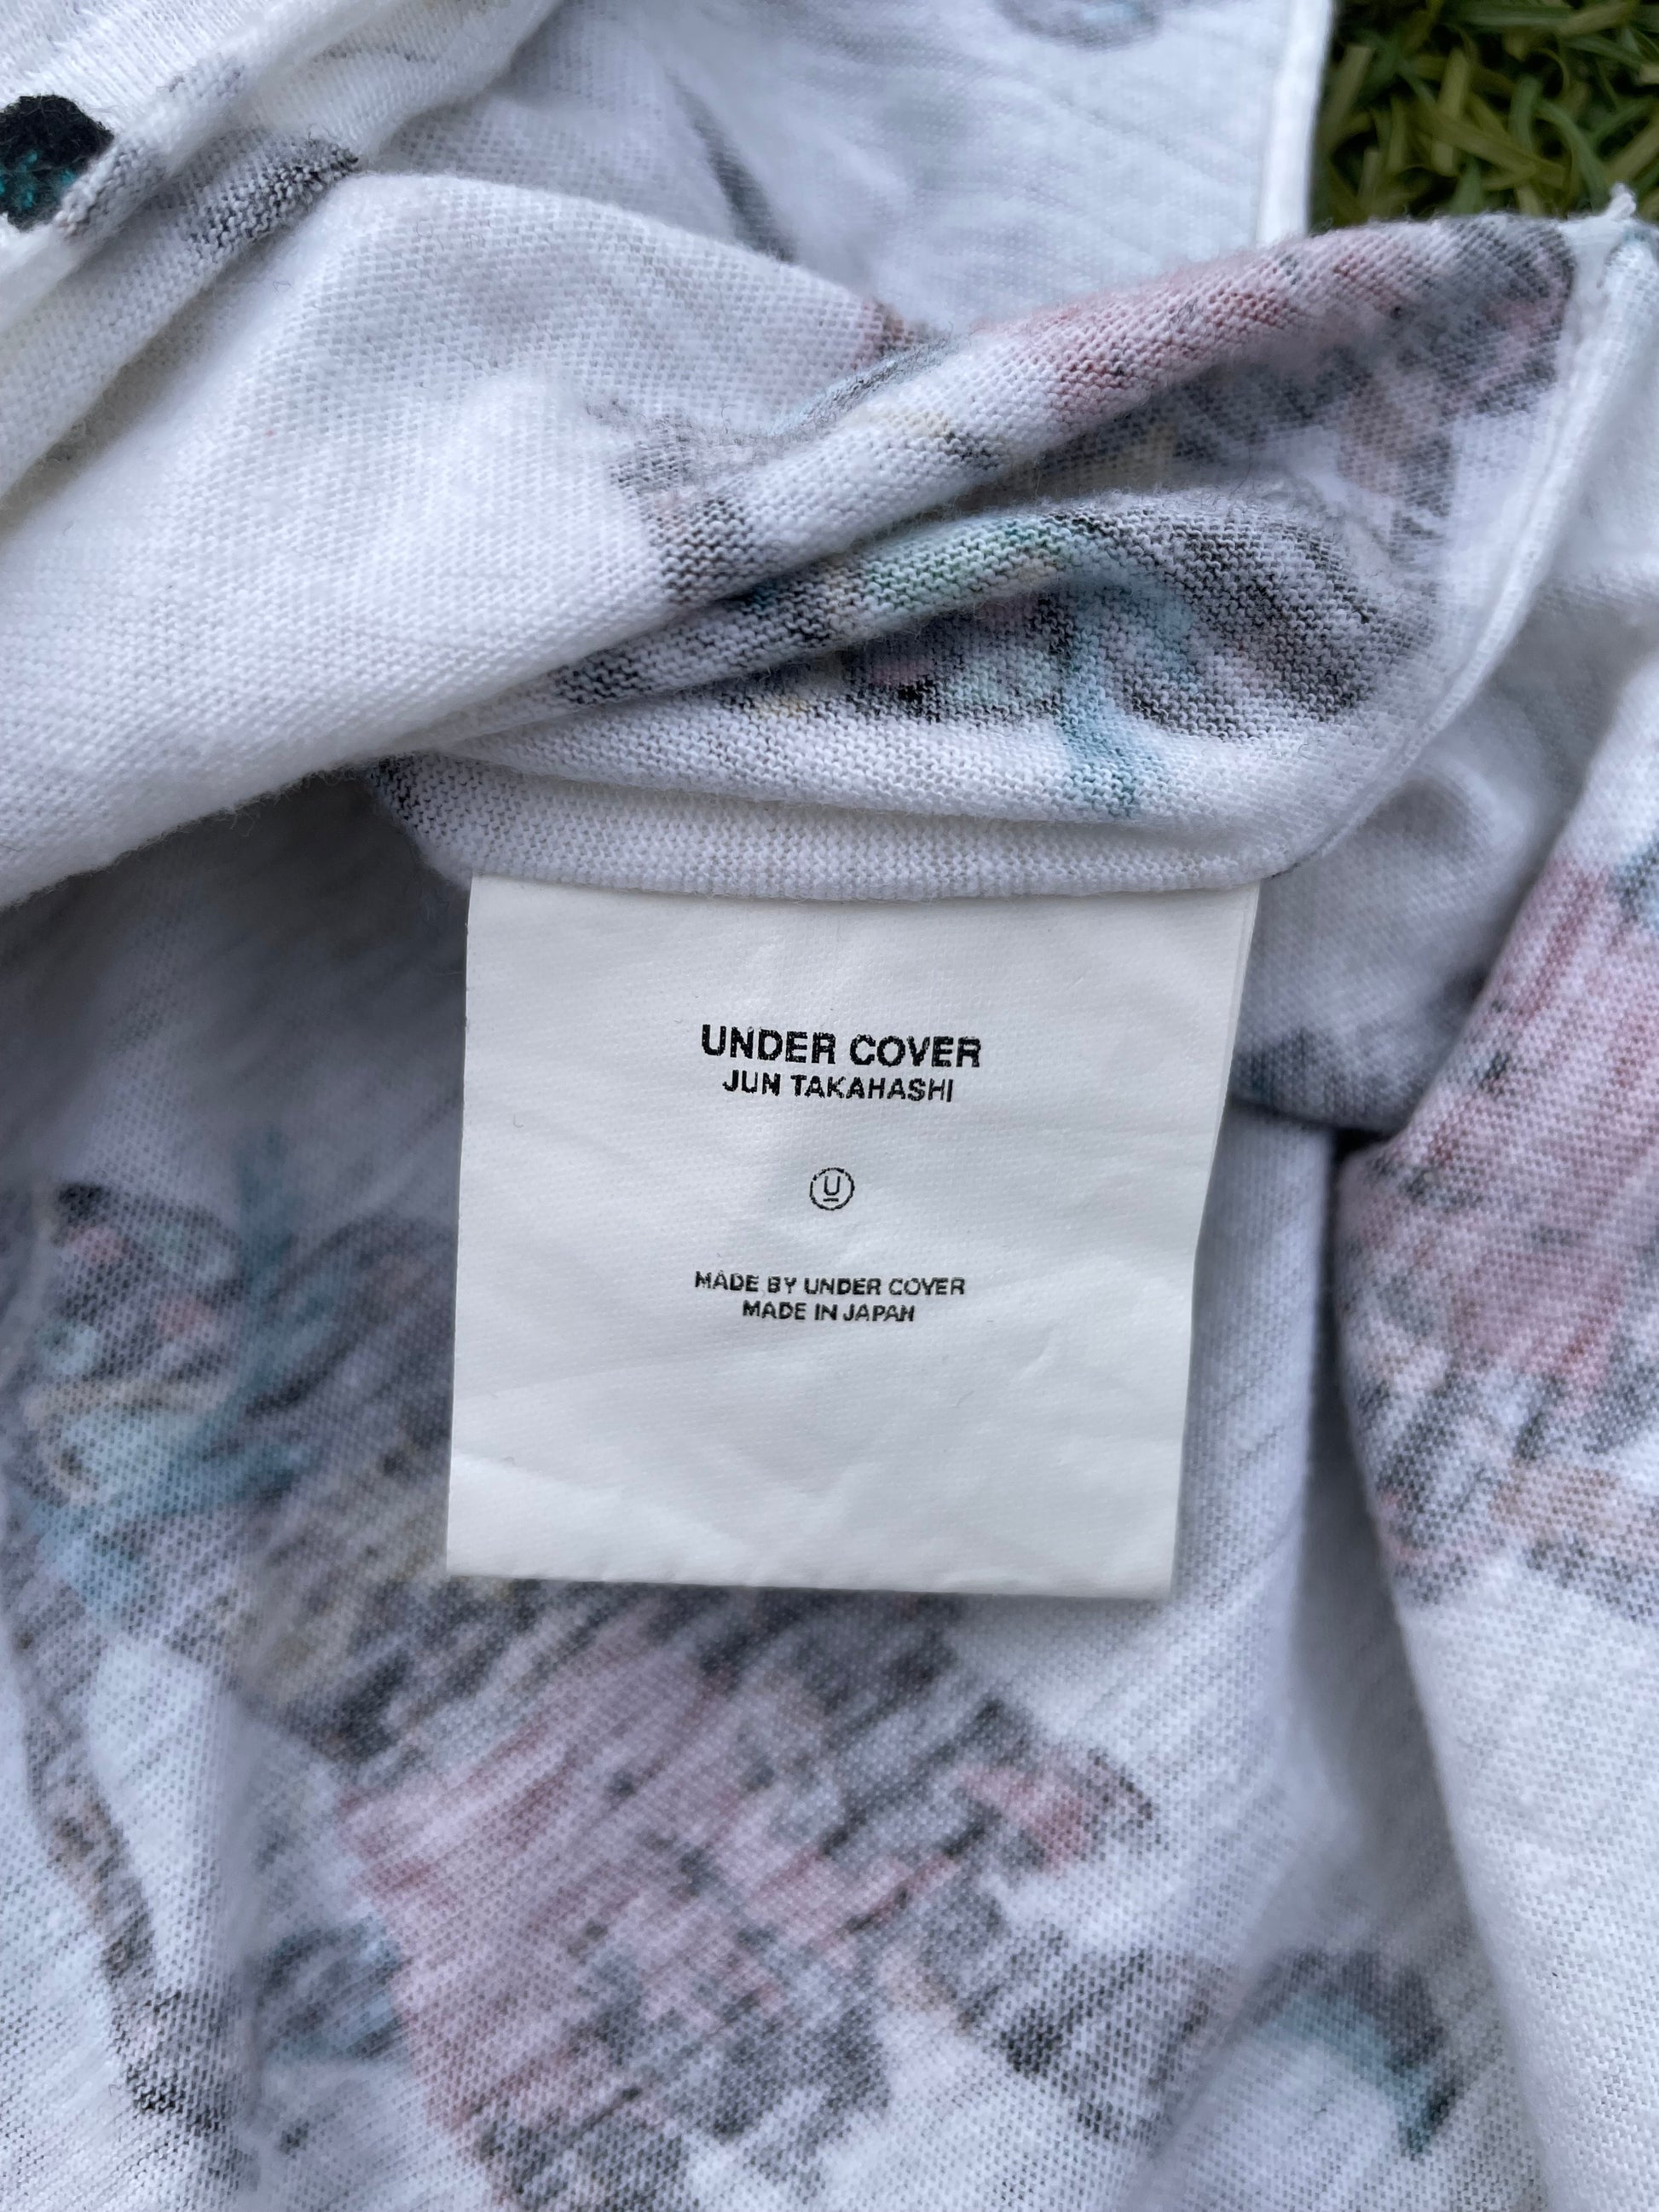 UNDER COVER
JUN TAKAHASHI
U
MADE BY UNDER COVER
MADE IN JAPAN